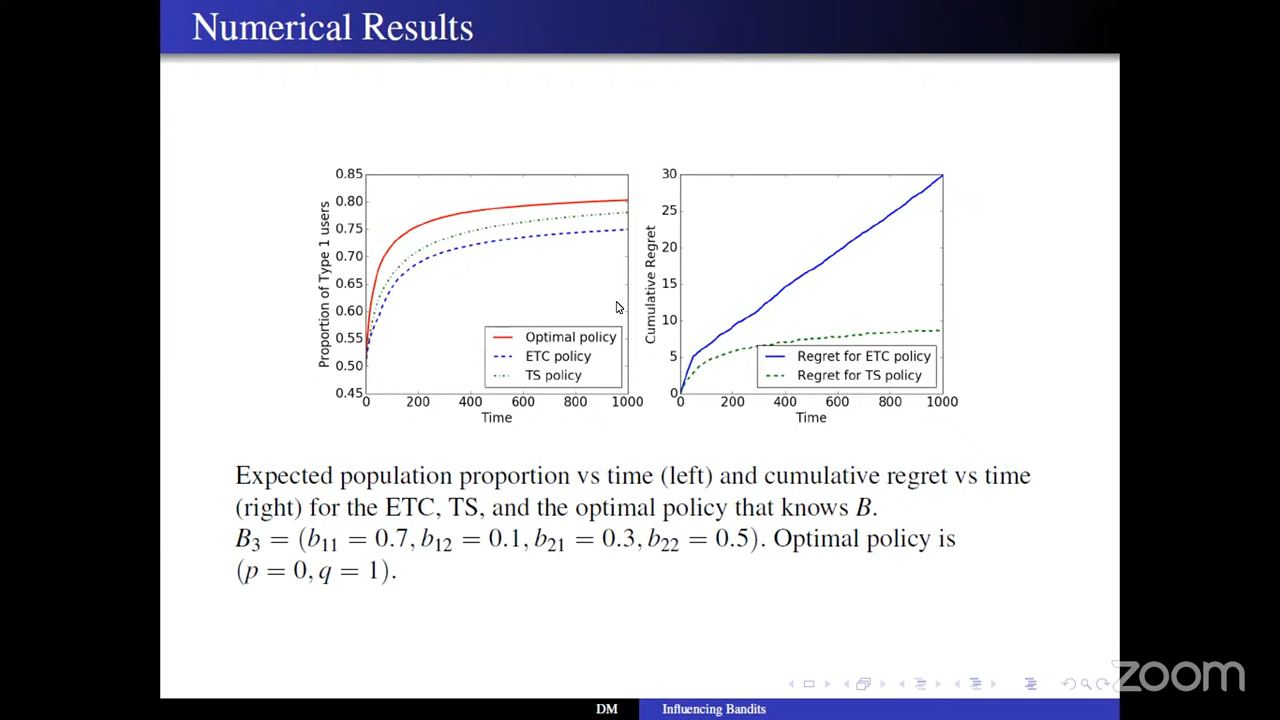 Numerical Results
Proportion of Type 1 users
0.85
0.80
0.75
0.70
0.65
0.60
0.55
0.50
0.45
0 200 400 600 800 1000
Time
Optimal policy
ETC policy
TS policy
Cumulative Regret
30
25
20
15
10
5
0
0 200 400 600 800 1000
Time
Regret for ETC policy
Regret for TS policy
Expected population proportion vs time (left) and cumulative regret vs time
(right) for the ETC, TS, and the optimal policy that knows B.
B₃ = (b₁₁ = 0.7, b₁₂ = 0.1, b₂₁ = 0.3, b₂₂ = 0.5). Optimal policy is
(p = 0, q = 1).
zoom
DM Influencing Bandits